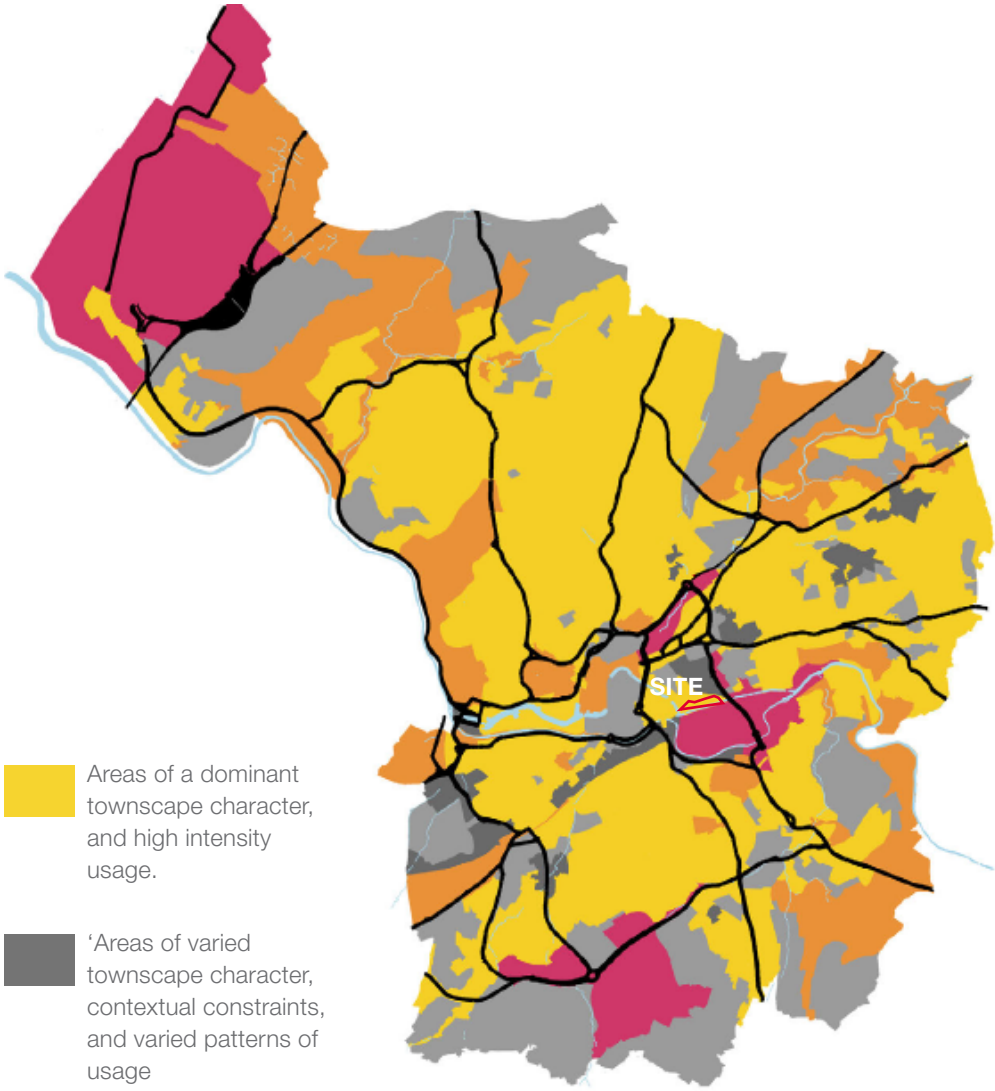 SITE
Areas of a dominant
townscape character,
and high intensity
usage.
‘Areas of varied
townscape character,
contextual constraints,
and varied patterns of
usage